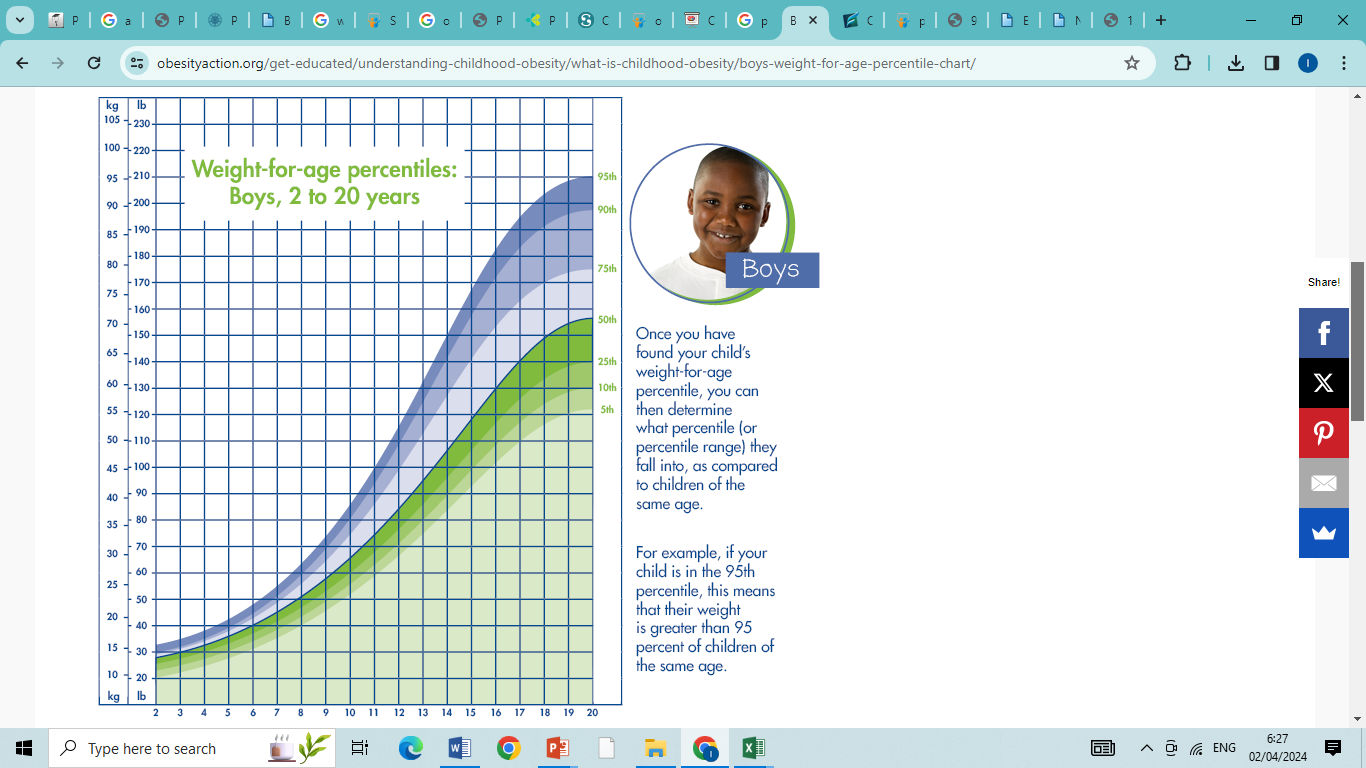 P
a
P
P
B
w
S
o
P
P
C
o
C
p
B
C
p
9
E
N
1
obesityaction.org/get-educated/understanding-childhood-obesity/what-is-childhood-obesity/boys-weight-for-age-percentile-chart/
I
kg lb
105
230
100
220
95
210
90
200
190
85
180
80
170
75
160
70
150
65
140
60
130
55
120
50
110
45
100
40
90
35
80
30
70
60
25
50
20
40
15
30
10
20
kg lb
Weight-for-age percentiles:
Boys, 2 to 20 years
95th
90th
75th
50th
25th
10th
5th
2 3 4 5 6 7 8 9 10 11 12 13 14 15 16 17 18 19 20
Boys
Once you have
found your child's
weight-for-age
percentile, you can
then determine
what percentile (or
percentile range) they
fall into, as compared
to children of the
same age.
For example, if your
child is in the 95th
percentile, this means
that their weight
is greater than 95
percent of children of
the same age.
Share!
Type here to search
ENG
6:27
02/04/2024